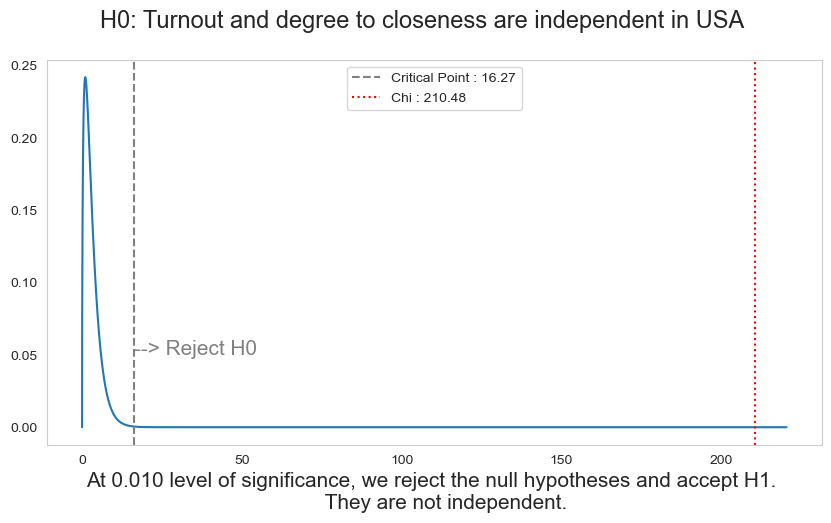 H0: Turnout and degree to closeness are independent in USA
0.25
0.20
0.15
0.10
0.05
0.00
Critical Point : 16.27
Chi : 210.48
--> Reject H0
0 50 100 150 200
At 0.010 level of significance, we reject the null hypotheses and accept H1.
They are not independent.